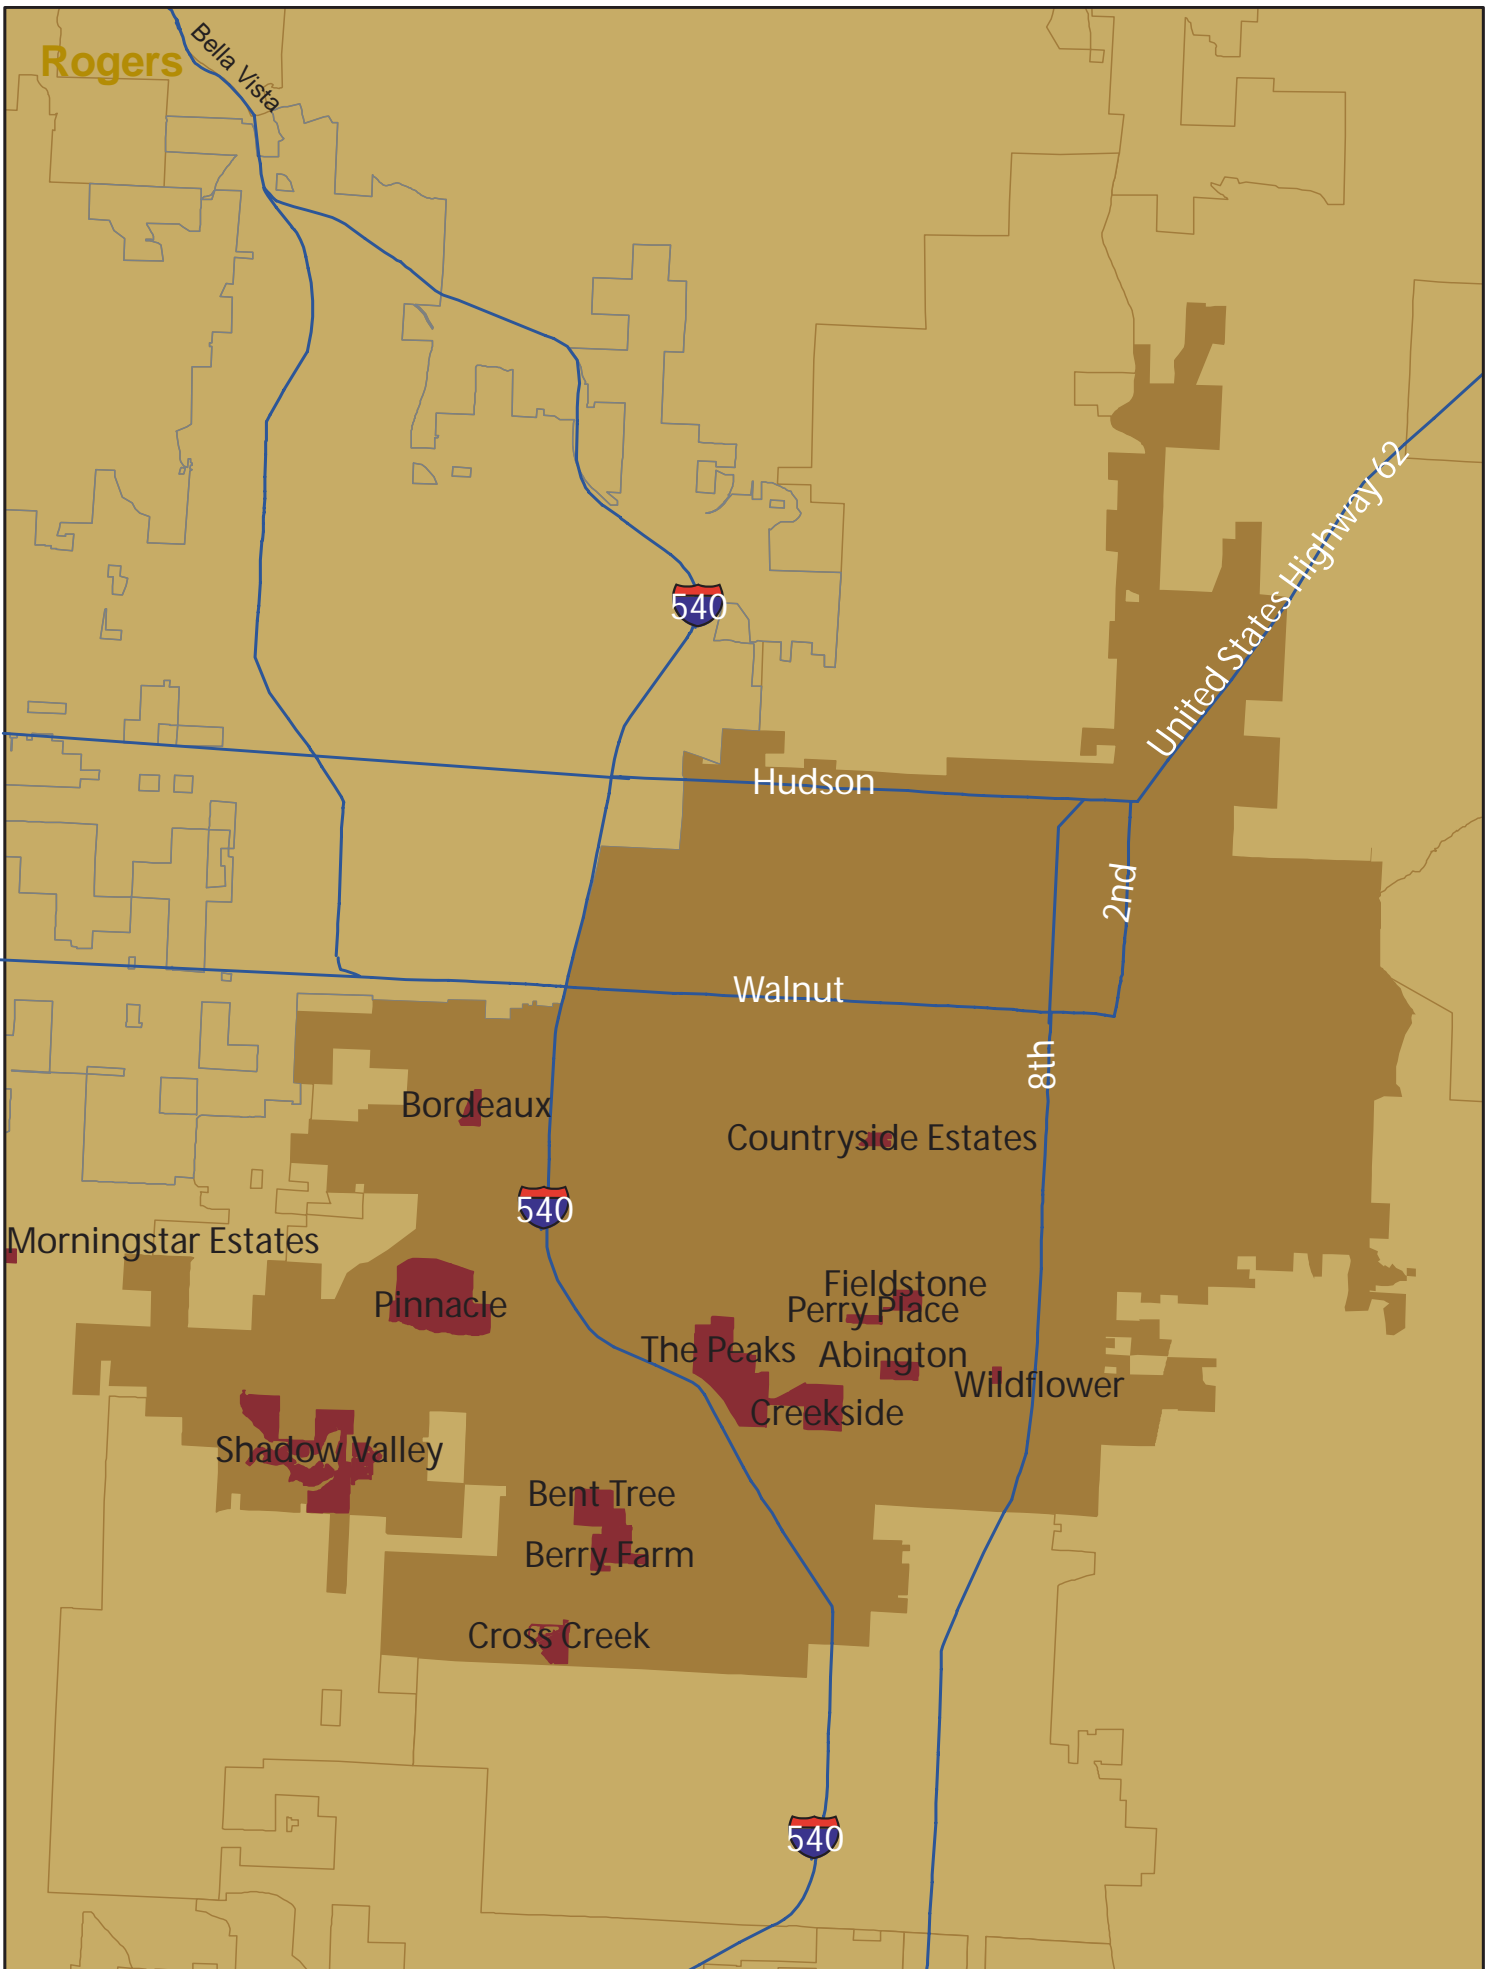 Rogers
Bella Vista
United States Highway 62
540
Hudson
2nd
Walnut
8th
Bordeaux
Countryside Estates
540
Morningstar Estates
Fieldstone
Pinnacle
Perry Place
The Peaks
Abington
Wildflower
Creekside
Shadow Valley
Bent Tree
Berry Farm
Cross Creek
540